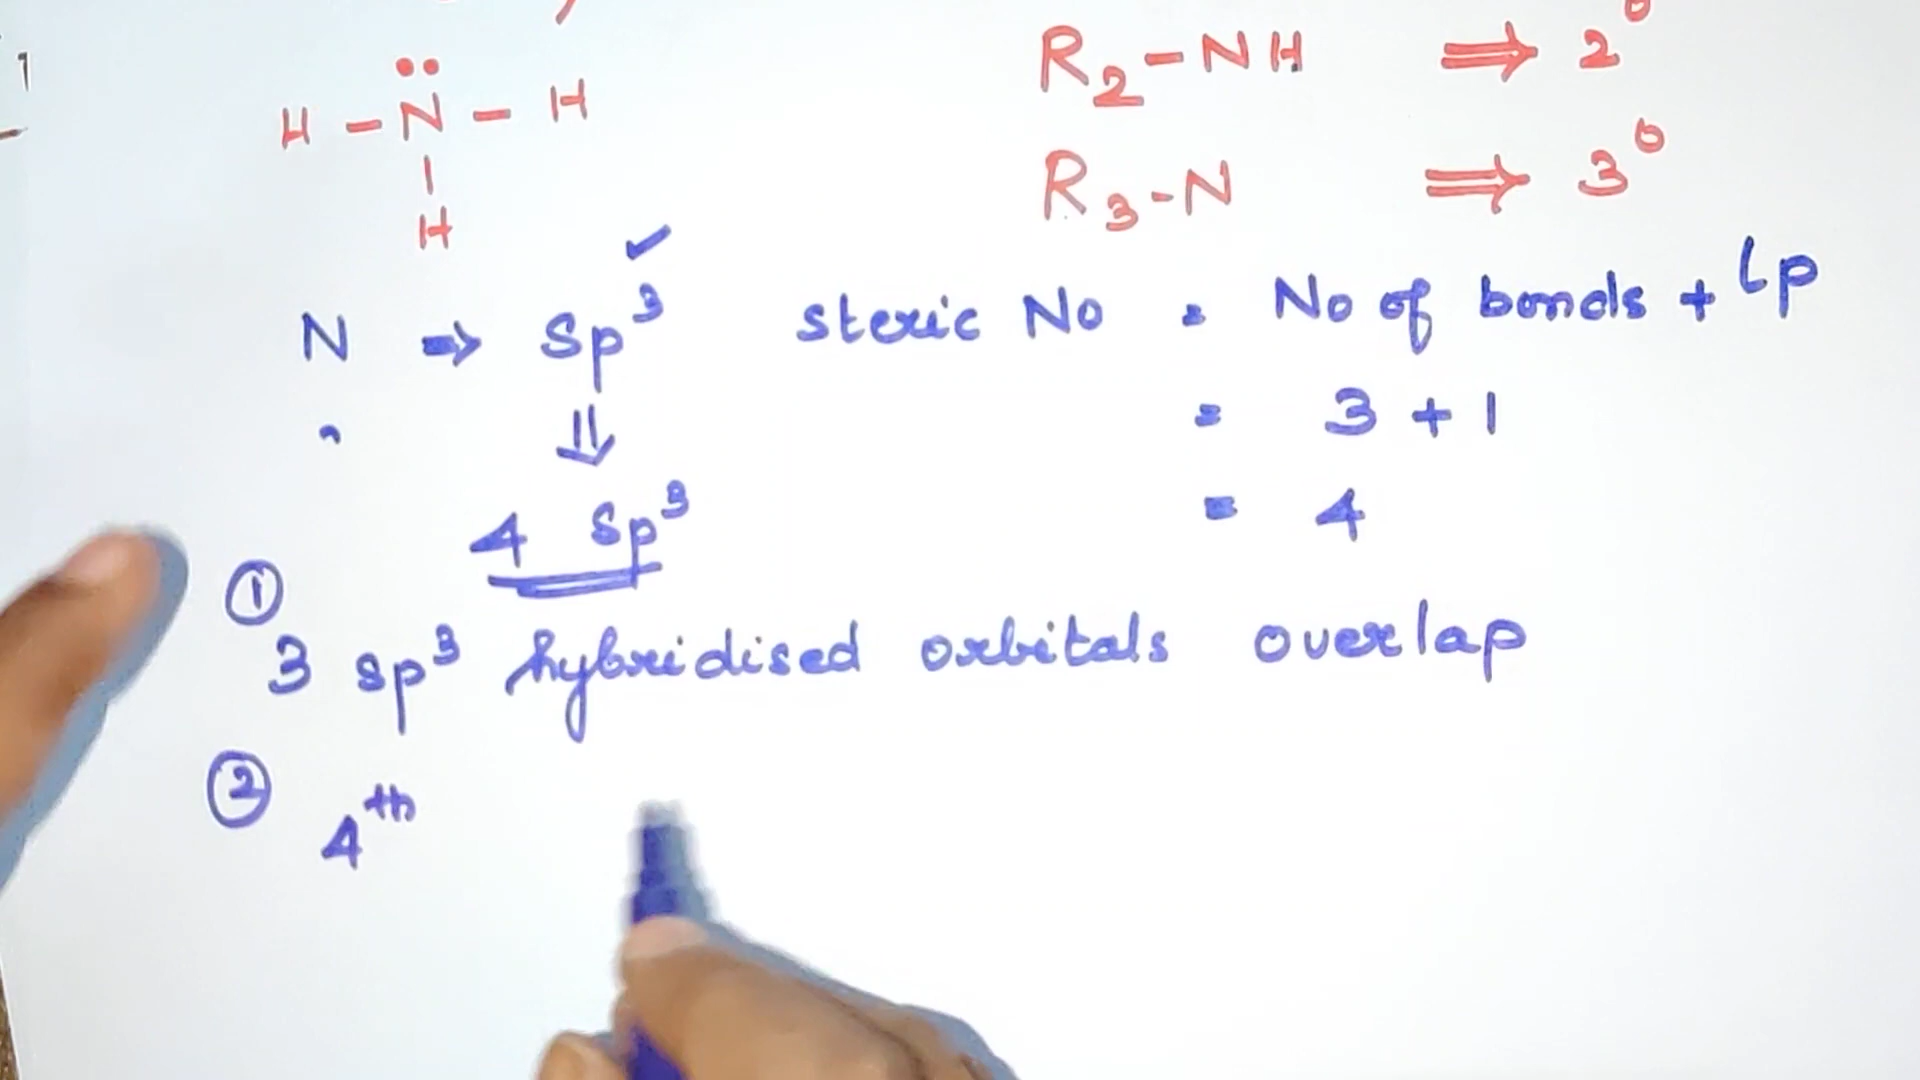 R2-NH ⇒ 2°
••
H-N-H
|
H
R3-N ⇒ 3°
N ⇒ Sp³ ✓
steric No = No of bonds + lp
= 3 + 1
= 4
⇓
4 Sp³
① 3 sp³ hybridised orbitals overlap
② 4th